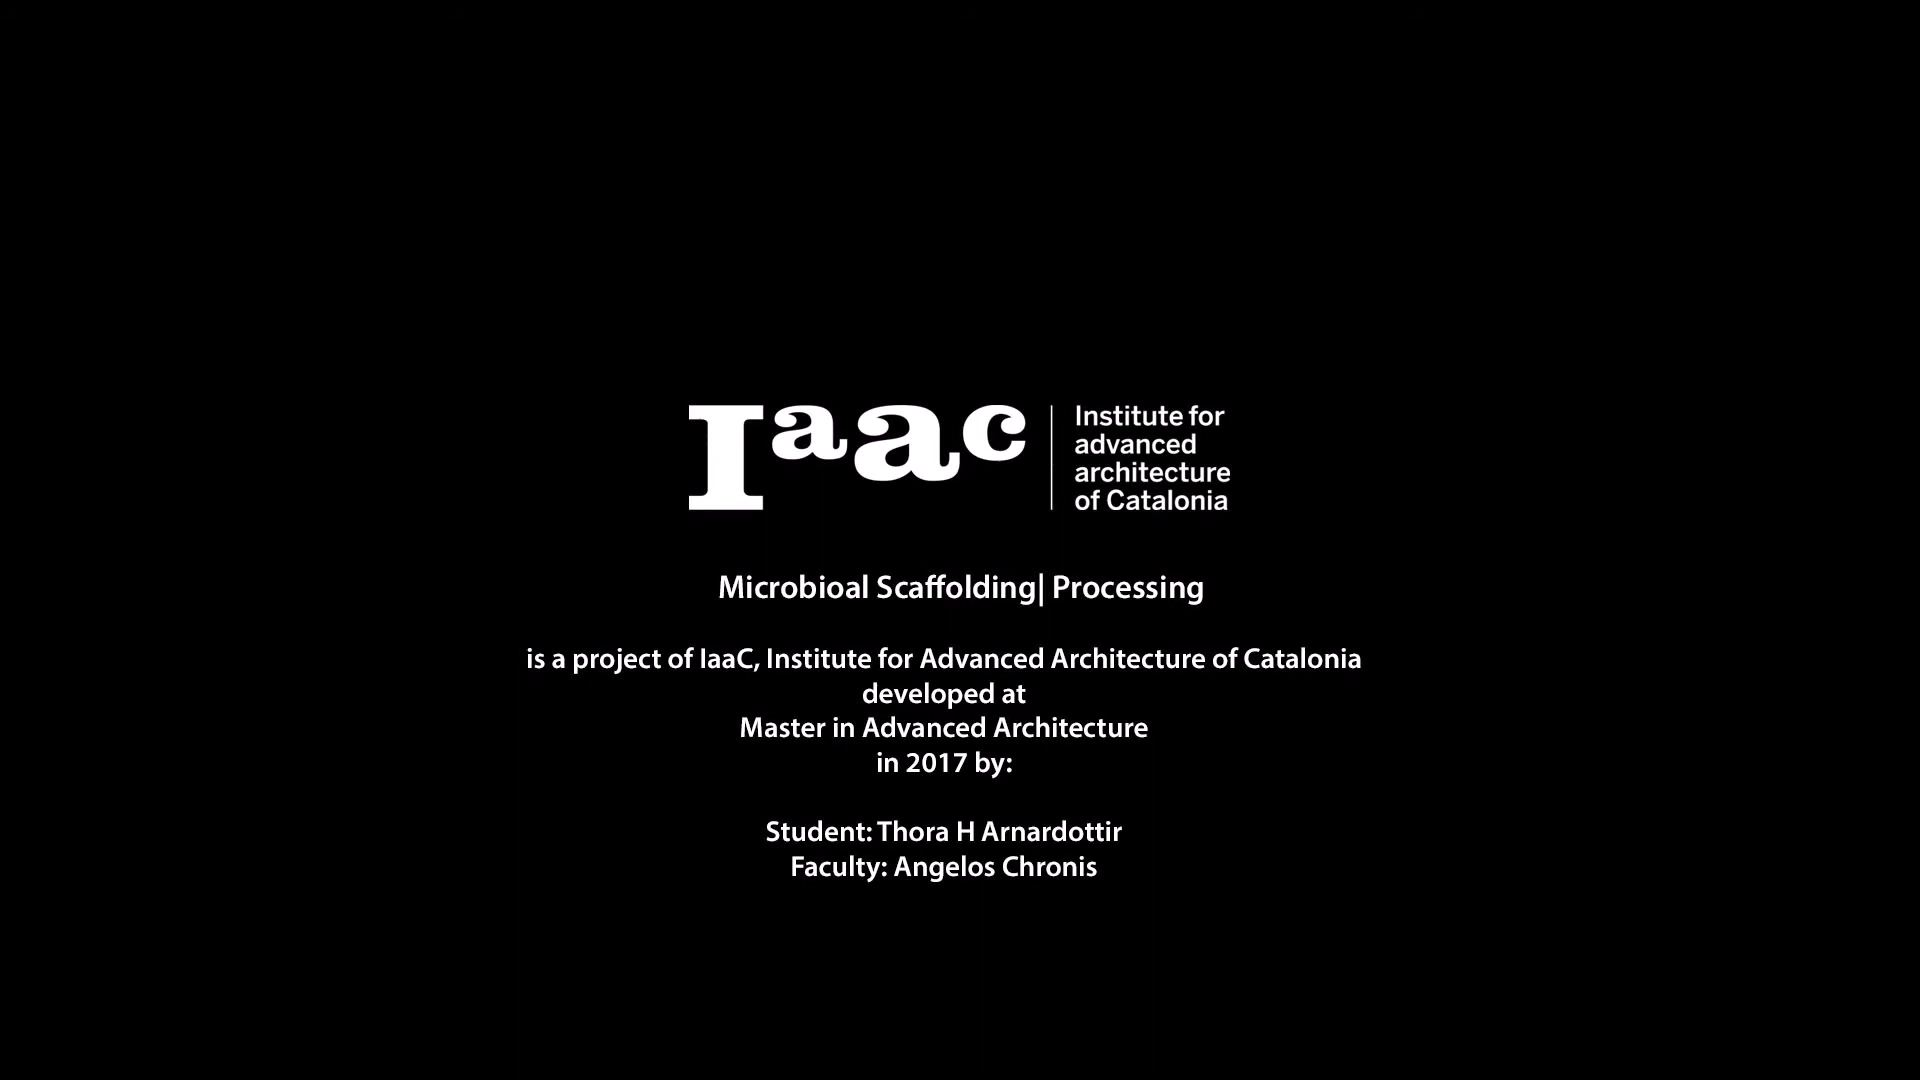 Iaac
Institute for
advanced
architecture
of Catalonia
Microbioal Scaffolding| Processing
is a project of IaaC, Institute for Advanced Architecture of Catalonia
developed at
Master in Advanced Architecture
in 2017 by:
Student: Thora H Arnardottir
Faculty: Angelos Chronis